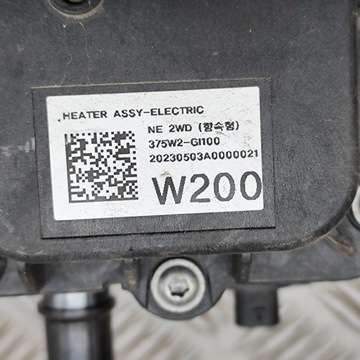 HEATER ASSY-ELECTRIC
NE 2WD (항속형)
375W2-GI100
20230503A0000021
W200